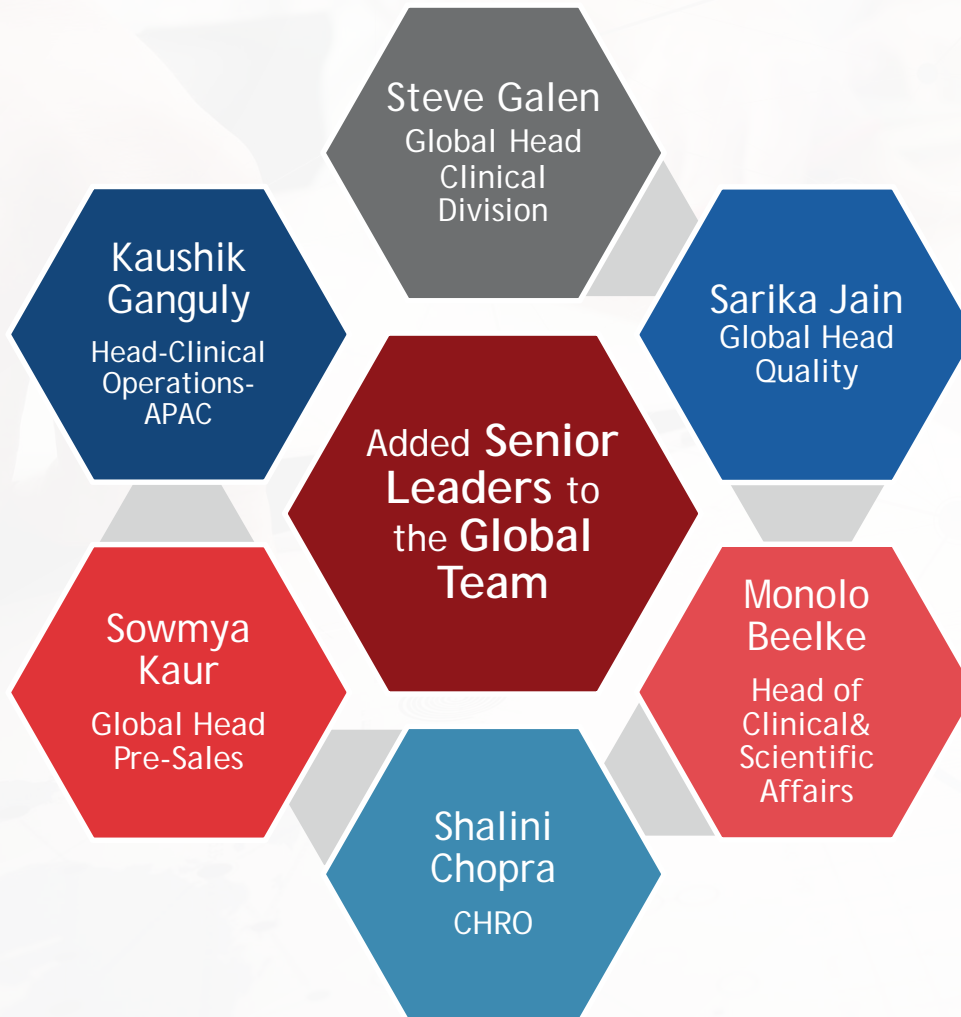 Steve Galen
Global Head
Clinical
Division
Kaushik
Ganguly
Head-Clinical
Operations-
APAC
Sarika Jain
Global Head
Quality
Added Senior
Leaders to
the Global
Team
Sowmya
Kaur
Global Head
Pre-Sales
Monolo
Beelke
Head of
Clinical&
Scientific
Affairs
Shalini
Chopra
CHRO